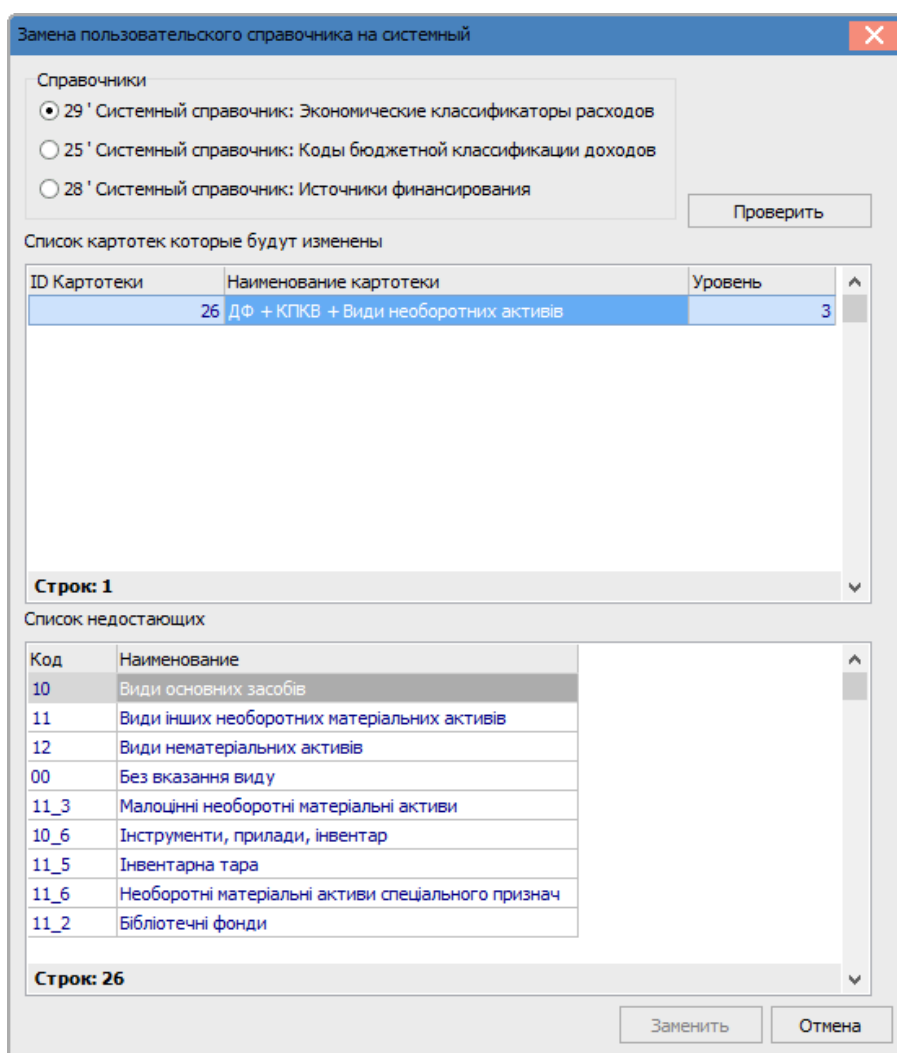 Замена пользовательского справочника на системный
Справочники
29 ' Системный справочник: Экономические классификаторы расходов
25 ' Системный справочник: Коды бюджетной классификации доходов
28 ' Системный справочник: Источники финансирования
Проверить
Список картотек которые будут изменены
ID Картотеки Наименование картотеки Уровень
26 ДФ + КПКВ + Види необоротних активів 3
Строк: 1
Список недостающих
Код Наименование
10 Види основних засобів
11 Види інших необоротних матеріальних активів
12 Види нематеріальних активів
00 Без вказання виду
11_3 Малоцінні необоротні матеріальні активи
10_6 Інструменти, прилади, інвентар
11_5 Інвентарна тара
11_6 Необоротні матеріальні активи спеціального признач
11_2 Бібліотечні фонди
Строк: 26
Заменить Отмена